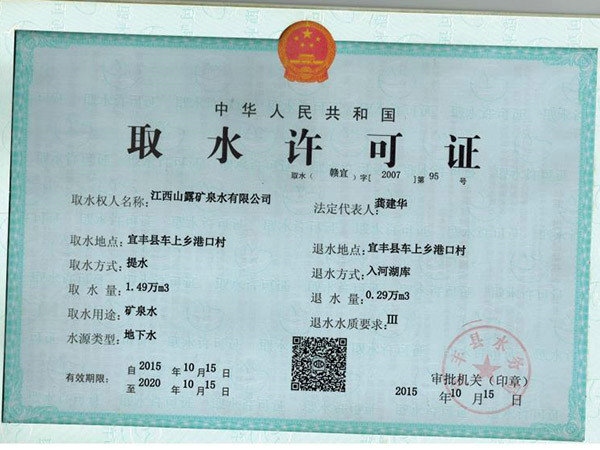 中华人民共和国
取水许可证
取水（ 赣宜 ）字[ 2007 ]第 95 号
取水权人名称：江西山露矿泉水有限公司
法定代表人：龚建华
取水地点：宜丰县车上乡港口村
退水地点：宜丰县车上乡港口村
取水方式：提水
退水方式：入河湖库
取 水 量：1.49万m3
退 水 量：0.29万m3
取水用途：矿泉水
退水水质要求：III
水源类型：地下水
有效期限：
自 2015 年 10 月 15 日
至 2020 年 10 月 15 日
丰县水务局
审批机关（印章）
2015 年 10 月 15 日